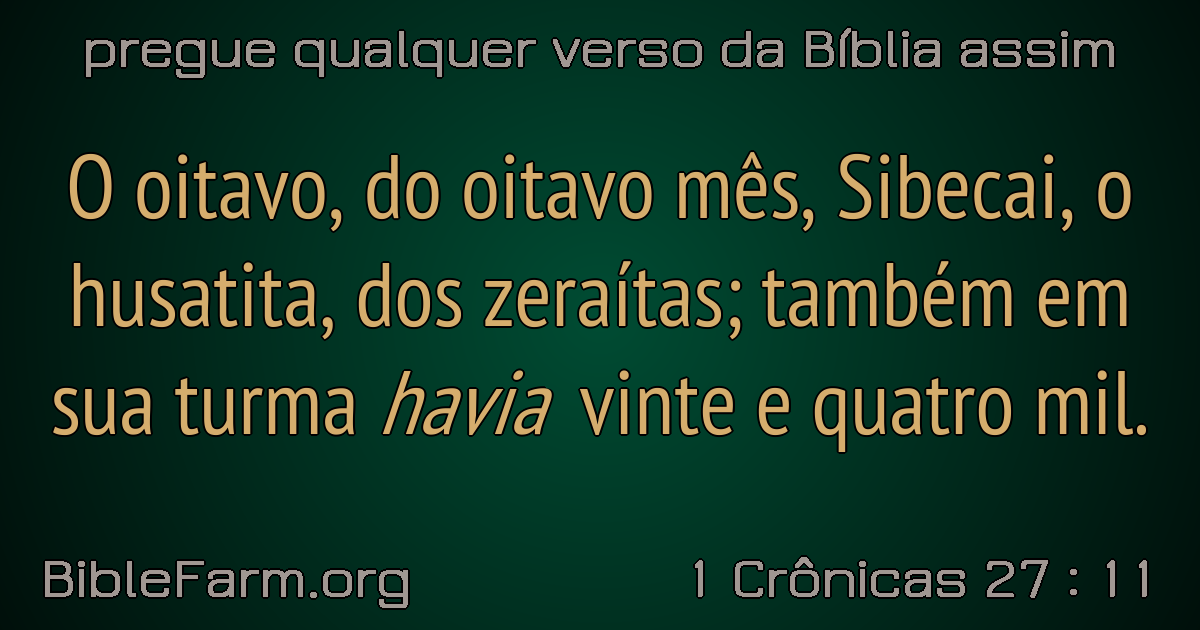 pregue qualquer verso da Bíblia assim
O oitavo, do oitavo mês, Sibecai, o
husatita, dos zeraítas; também em
sua turma havia vinte e quatro mil.
BibleFarm.org
1 Crônicas 27 : 11